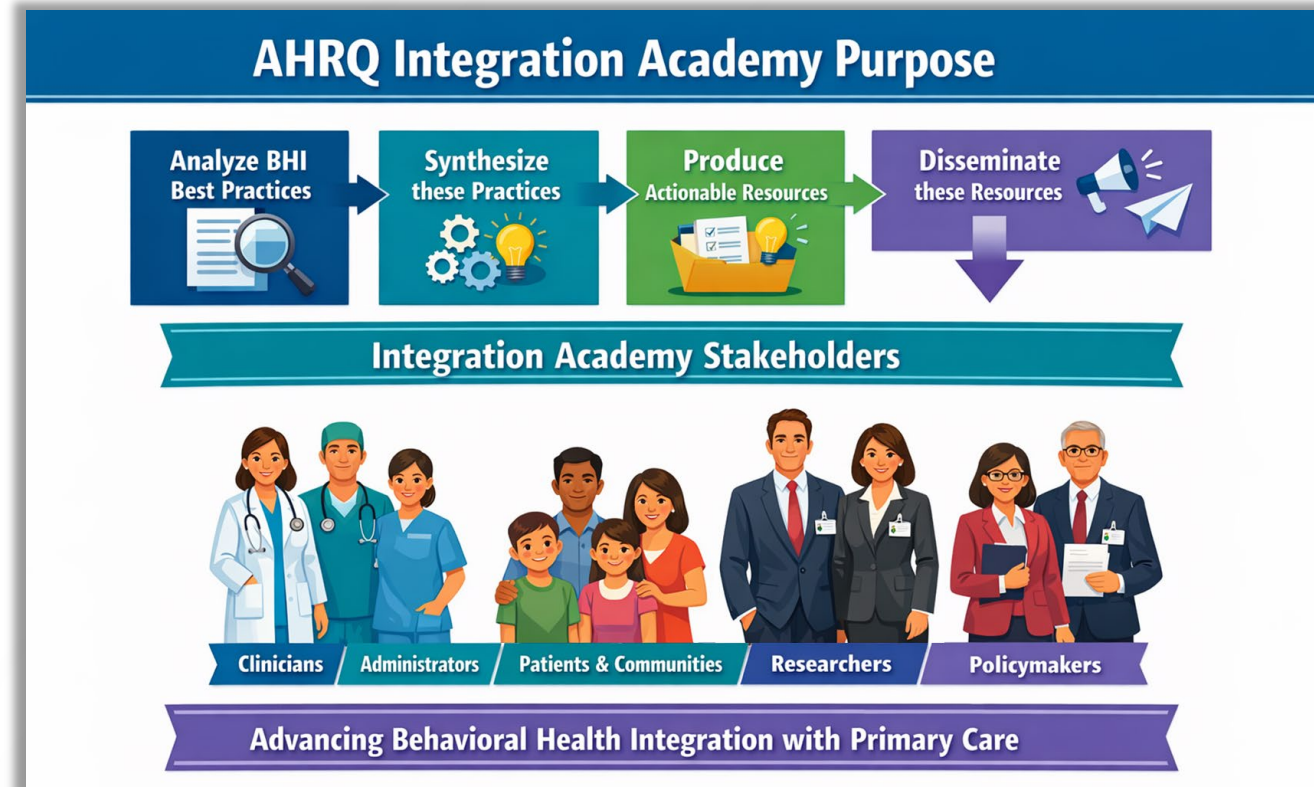 AHRQ Integration Academy Purpose
Analyze BHI
Best Practices
Synthesize
these Practices
Produce
Actionable Resources
Disseminate
these Resources
Integration Academy Stakeholders
Clinicians
Administrators
Patients & Communities
Researchers
Policymakers
Advancing Behavioral Health Integration with Primary Care